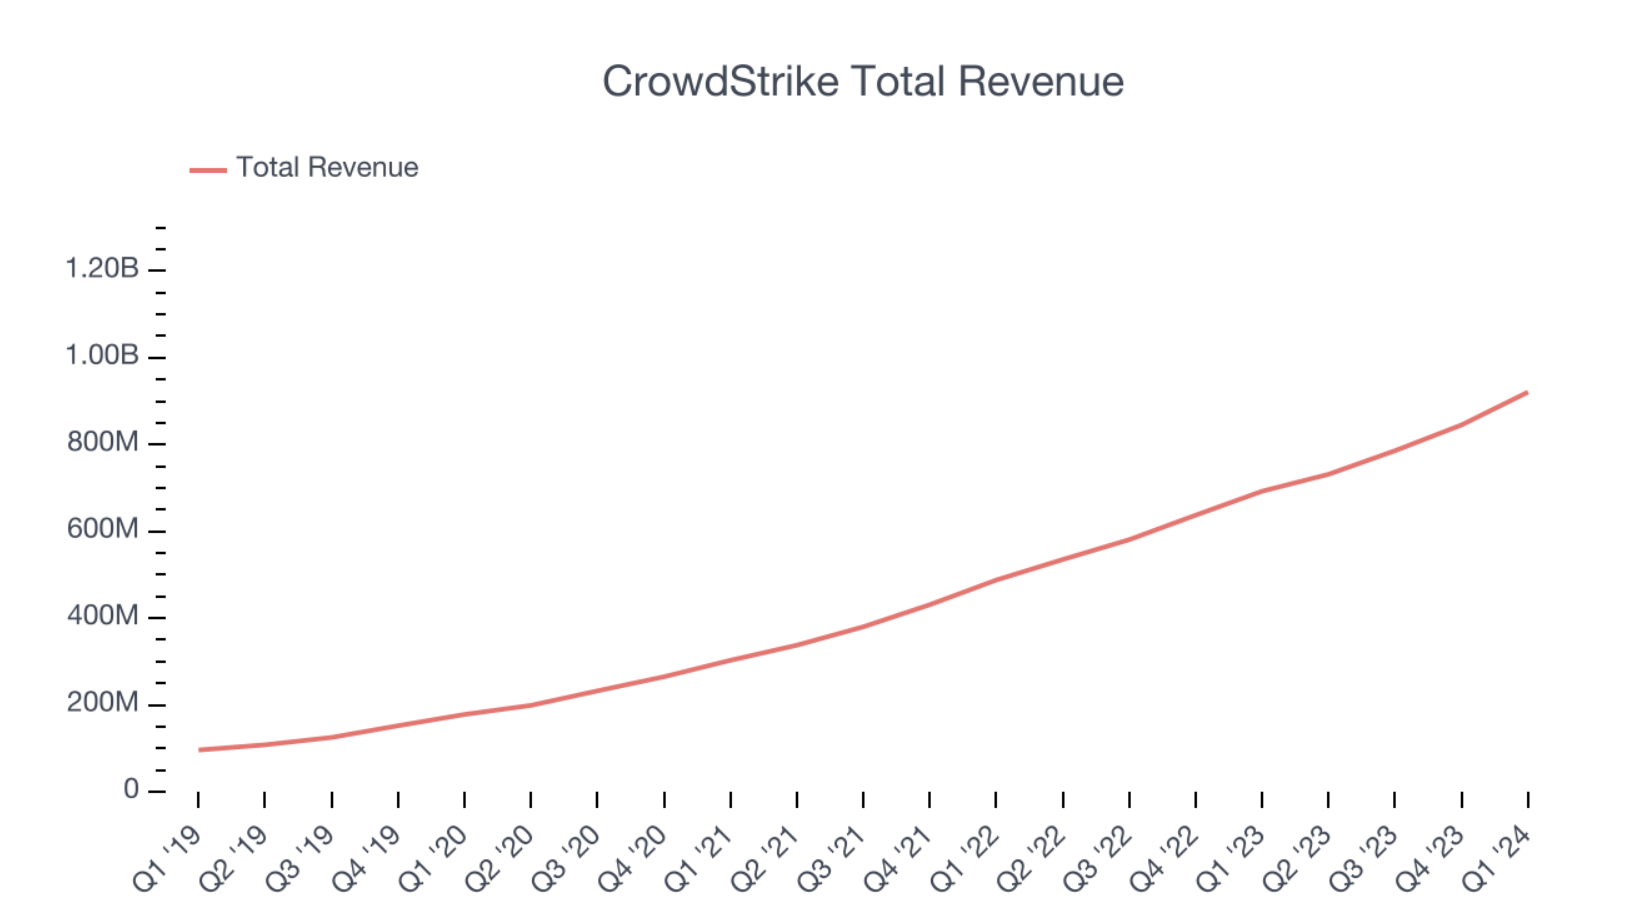 CrowdStrike Total Revenue
Total Revenue
1.20B
1.00B
800M
600M
400M
200M
0
Q1 '19
Q2 '19
Q3 '19
Q4 '19
Q1 '20
Q2 '20
Q3 '20
Q4 '20
Q1 '21
Q2 '21
Q3 '21
Q4 '21
Q1 '22
Q2 '22
Q3 '22
Q4 '22
Q1 '23
Q2 '23
Q3 '23
Q4 '23
Q1 '24